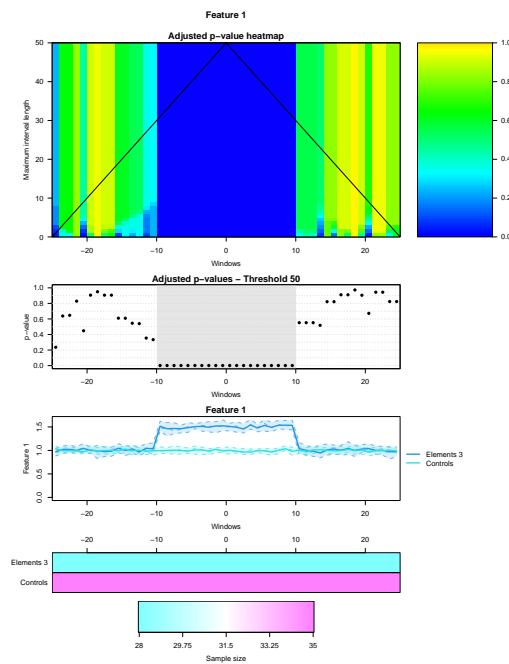 Feature 1
Adjusted p−value heatmap
Maximum interval length
50
40
30
20
10
0
−20 −10 0 10 20
Windows
1.0
0.8
0.6
0.4
0.2
0.0
Adjusted p−values − Threshold 50
p−value
1.0
0.8
0.6
0.4
0.2
0.0
−20 −10 0 10 20
Windows
Feature 1
Feature 1
1.5
1.0
0.5
0.0
−20 −10 0 10 20
Windows
Elements 3
Controls
−20 −10 0 10 20
Elements 3
Controls
28 29.75 31.5 33.25 35
Sample size